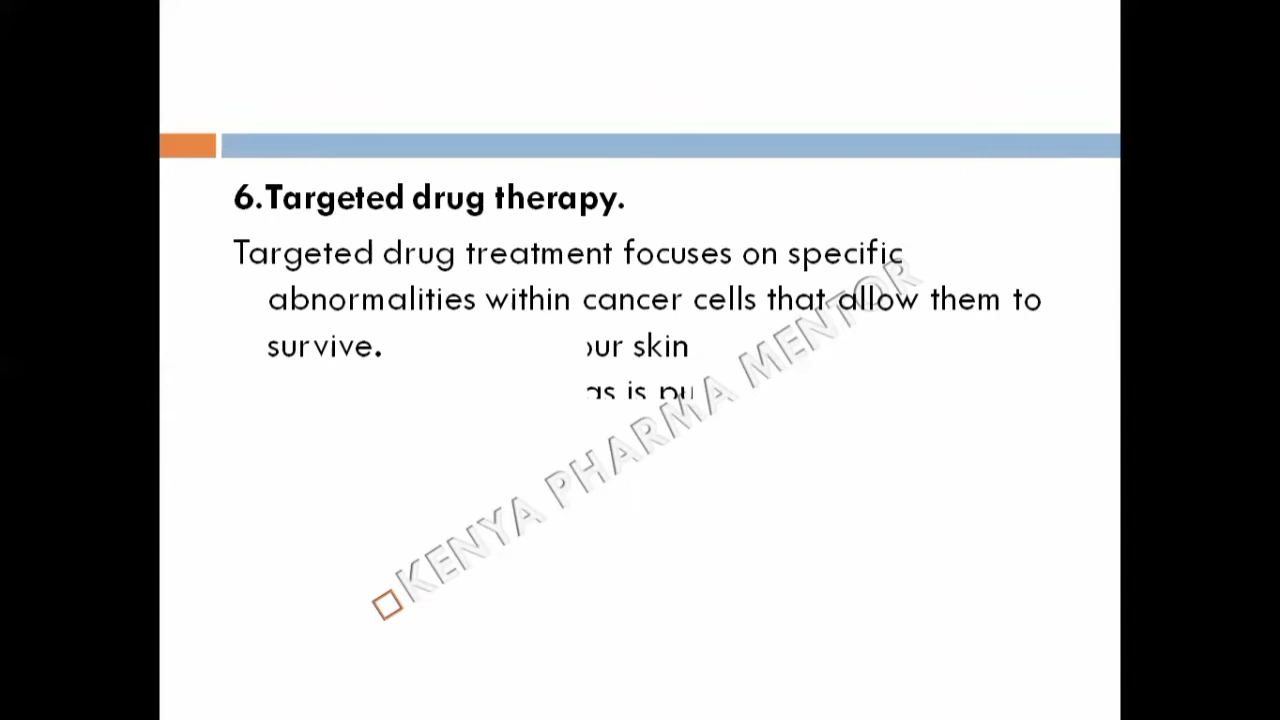 6.Targeted drug therapy.
Targeted drug treatment focuses on specific
abnormalities within cancer cells that allow them to
survive. our skin
as is pu
KENYA PHARMA MENTOR